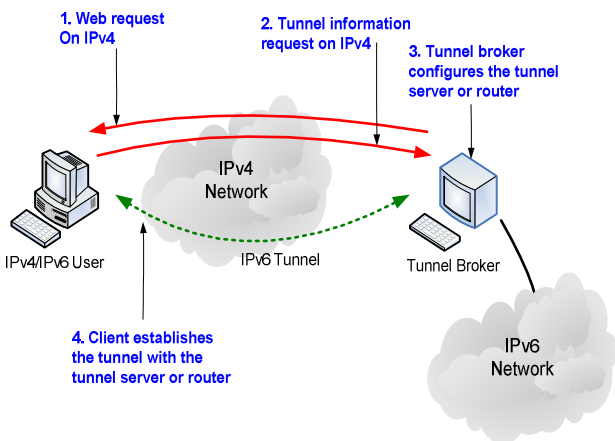 1. Web request
On IPv4
2. Tunnel information
request on IPv4
3. Tunnel broker
configures the tunnel
server or router
IPv4
Network
IPv4/IPv6 User
IPv6 Tunnel
Tunnel Broker
4. Client establishes
the tunnel with the
tunnel server or router
IPv6
Network